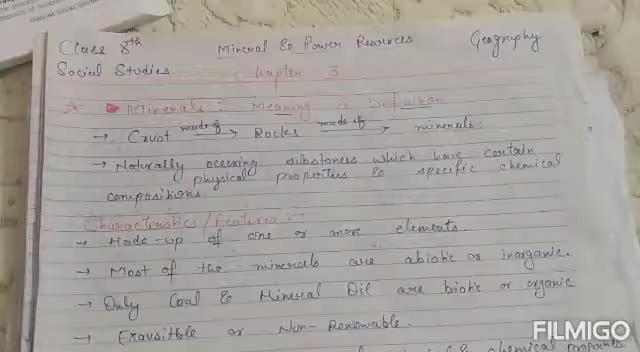 Class 8th Mineral & Power Resources Geography
Social Studies Chapter 3
Minerals : Meaning & Definition
→ Crust made of → Rocks made of → minerals.
→ Naturally occuring substances which have certain
physical properties & specific chemical
compositions.
Characteristics/Features :-
→ Made-up of one or more elements.
→ Most of the minerals are abiotic or inorganic.
→ Only Coal & Mineral Oil are biotic or organic
→ Exausitble or Non-Renewable.
& chemical properties
FILMIGO